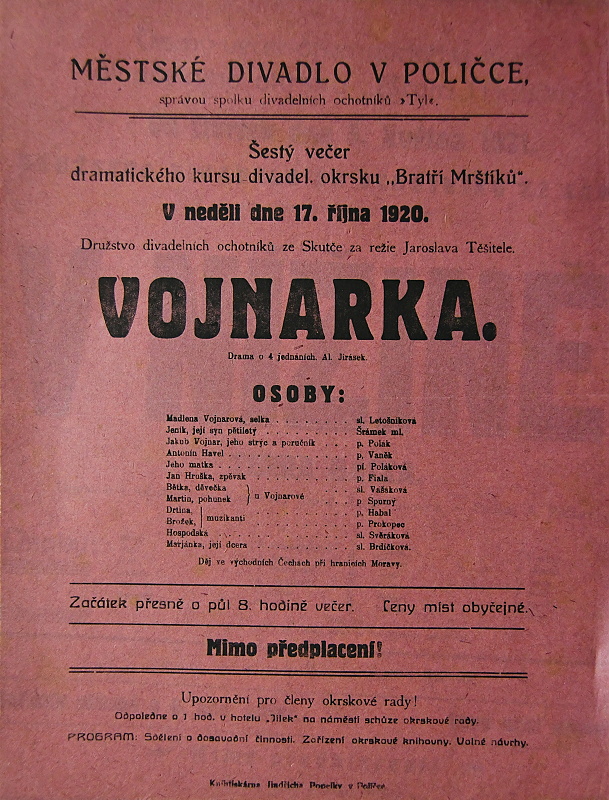 MĚSTSKÉ DIVADLO V POLIČCE,
správou spolku divadelních ochotníků »Tyl«.
Šestý večer
dramatického kursu divadel. okrsku „Bratří Mrštíků“.
V neděli dne 17. října 1920.
Družstvo divadelních ochotníků ze Skutče za režie Jaroslava Těšitele.
VOJNARKA.
Drama o 4 jednáních. Al. Jirásek.
OSOBY:
Madlena Vojnarová, selka . . . . . . . . sl. Letošníková
Jeník, její syn pětiletý . . . . . . . . Šrámek ml.
Jakub Vojnar, jeho strýc a poručník . . . p. Polák
Antonín Havel . . . . . . . . p. Vaněk
Jeho matka . . . . . . . . pí. Poláková
Jan Hruška, zpěvák . . . . . . . . p. Fiala
Bětka, děvečka } u Vojnarové . . . . sl. Vašáková
Martin, pohunek } u Vojnarové . . . . p Spurný
Drtina, | muzikanti . . . . . . . . p. Habal
Brožek, | muzikanti . . . . . . . . p. Prokopec
Hospodská . . . . . . . . sl. Svěráková
Marjánka, její dcera . . . . . . . . sl. Brdíčková.
Děj ve východních Čechách při hranicích Moravy.
Začátek přesně o půl 8. hodině večer. Ceny míst obyčejné.
Mimo předplacení!
Upozornění pro členy okrskové rady!
Odpoledne o 1 hod. v hotelu „Jílek“ na náměstí schůze okrskové rady.
PROGRAM: Sdělení o dosavadní činnosti. Zařízení okrskové knihovny. Volné návrhy.
Knihtiskárna Jindřicha Popelky v Poličce.